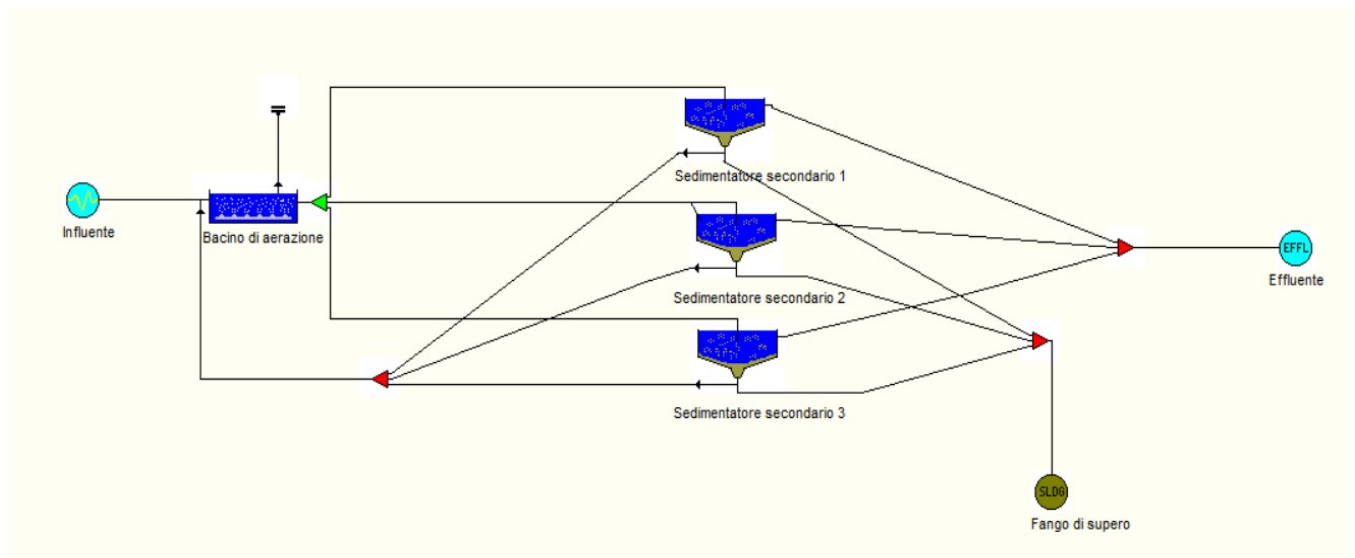 Sedimentatore secondario 1
Influente
Bacino di aerazione
EFFL
Effluente
Sedimentatore secondario 2
Sedimentatore secondario 3
SLDG
Fango di supero